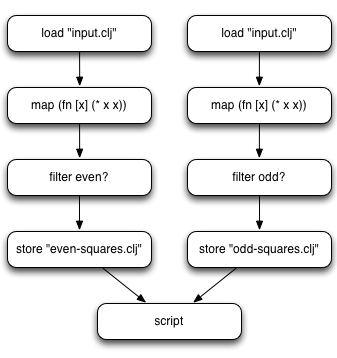 load "input.clj"
load "input.clj"
map (fn [x] (* x x))
map (fn [x] (* x x))
filter even?
filter odd?
store "even-squares.clj"
store "odd-squares.clj"
script